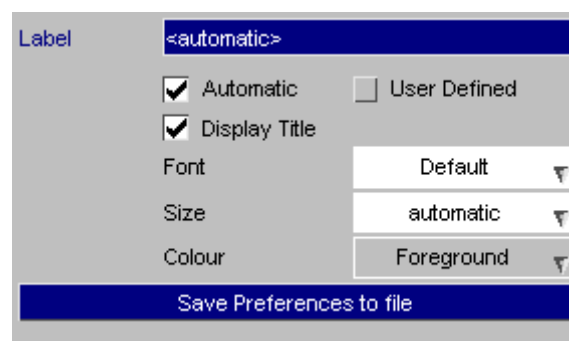 Label <automatic>
Automatic User Defined
Display Title
Font Default
Size automatic
Colour Foreground
Save Preferences to file